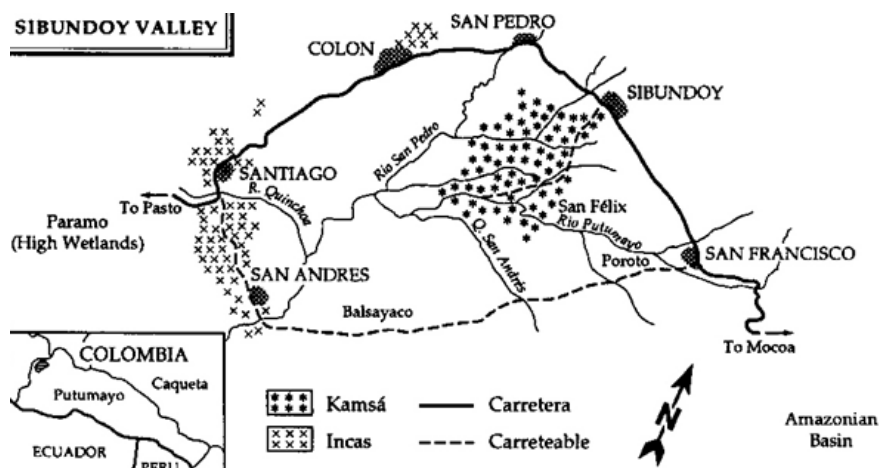 SIBUNDOY VALLEY
SAN PEDRO
COLON
SIBUNDOY
Rio San Pedro
SANTIAGO
R. Quinchoa
To Pasto
Paramo
(High Wetlands)
San Félix
Rio Putumayo
Q. San Andrés
Poroto
SAN FRANCISCO
SAN ANDRES
Balsayaco
To Mocoa
COLOMBIA
Caqueta
Putumayo
ECUADOR
PERU
Kamsá
Carretera
Incas
Carreteable
N
Amazonian
Basin